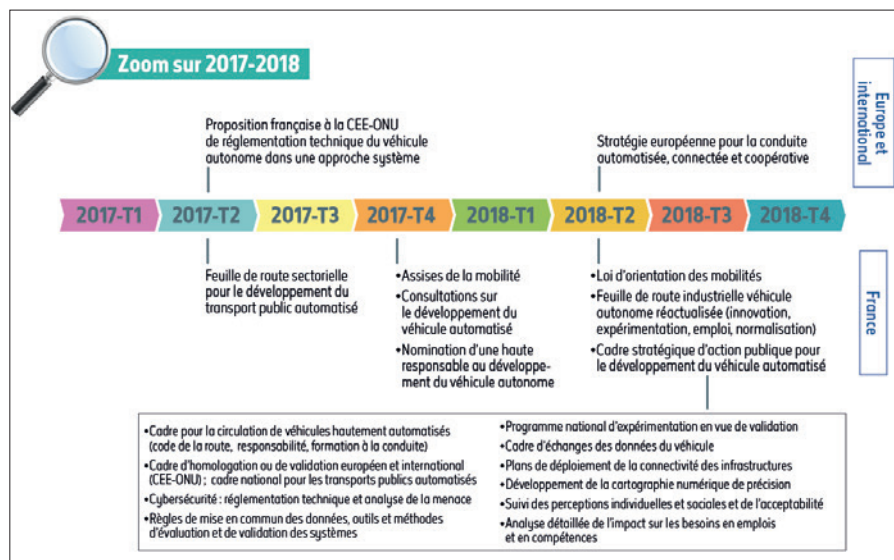 Zoom sur 2017-2018
Europe et
international
Proposition française à la CEE-ONU
de réglementation technique du véhicule
autonome dans une approche système
Stratégie européenne pour la conduite
automatisée, connectée et coopérative
2017-T1
2017-T2
2017-T3
2017-T4
2018-T1
2018-T2
2018-T3
2018-T4
France
Feuille de route sectorielle
pour le développement du
transport public automatisé
•Assises de la mobilité
•Consultations sur
le développement du
véhicule automatisé
•Nomination d'une haute
responsable au développe-
ment du véhicule autonome
•Loi d'orientation des mobilités
•Feuille de route industrielle véhicule
autonome réactualisée (innovation,
expérimentation, emploi, normalisation)
•Cadre stratégique d'action publique pour
le développement du véhicule automatisé
•Cadre pour la circulation de véhicules hautement automatisés
(code de la route, responsabilité, formation à la conduite)
•Cadre d'homologation ou de validation européen et international
(CEE-ONU) ; cadre national pour les transports publics automatisés
•Cybersécurité : réglementation technique et analyse de la menace
•Règles de mise en commun des données, outils et méthodes
d'évaluation et de validation des systèmes
•Programme national d'expérimentation en vue de validation
•Cadre d'échanges des données du véhicule
•Plans de déploiement de la connectivité des infrastructures
•Développement de la cartographie numérique de précision
•Suivi des perceptions individuelles et sociales et de l'acceptabilité
•Analyse détaillée de l'impact sur les besoins en emplois
et en compétences